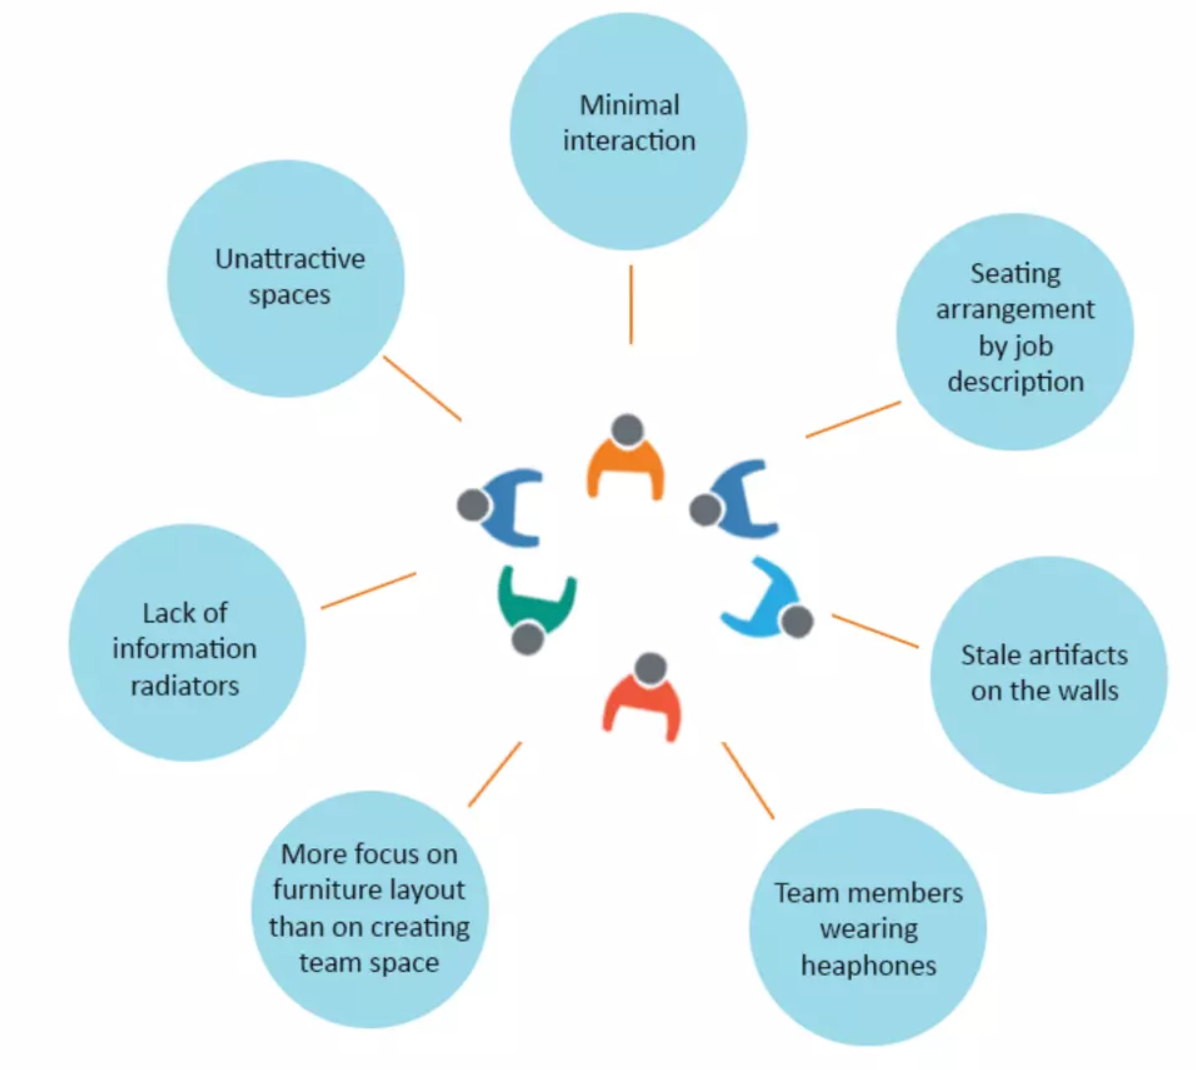 Minimal
interaction
Seating
arrangement
by job
description
Stale artifacts
on the walls
Team members
wearing
heaphones
More focus on
furniture layout
than on creating
team space
Lack of
information
radiators
Unattractive
spaces